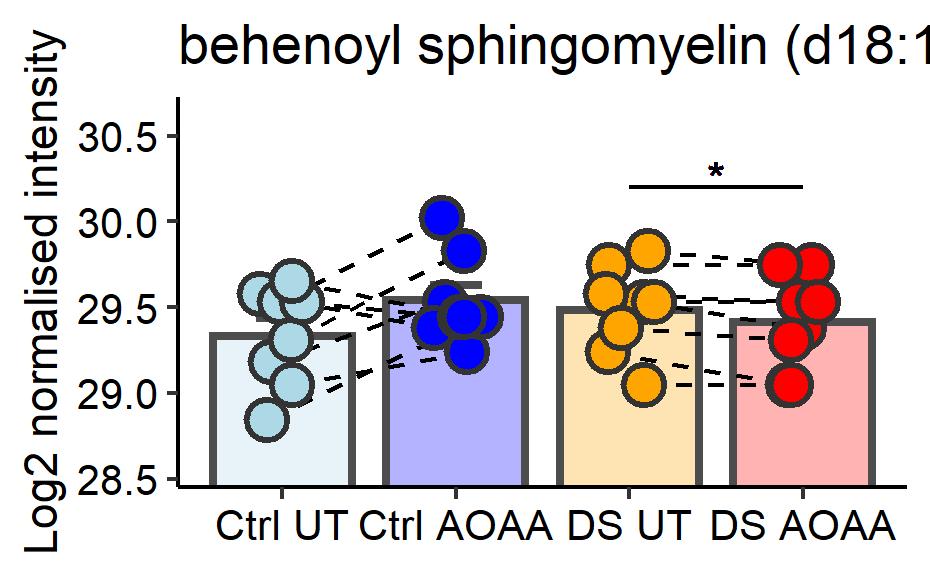 behenoyl sphingomyelin (d18:1
Log2 normalised intensity
30.5
30.0
29.5
29.0
28.5
*
Ctrl UT
Ctrl AOAA
DS UT
DS AOAA